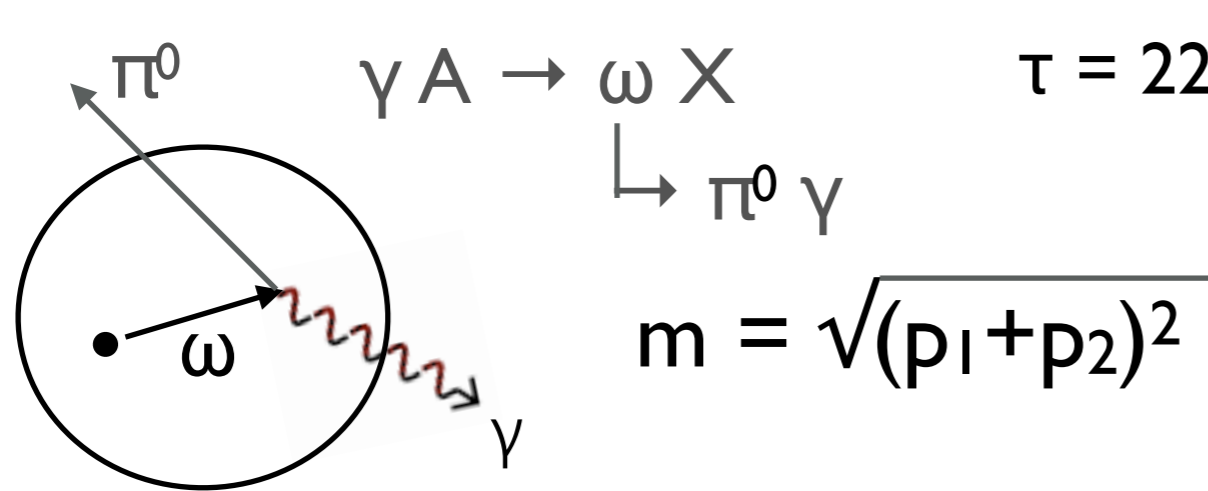 π⁰
γ A → ω X
τ = 22
π⁰ γ
ω
m = √(p₁+p₂)²
γ